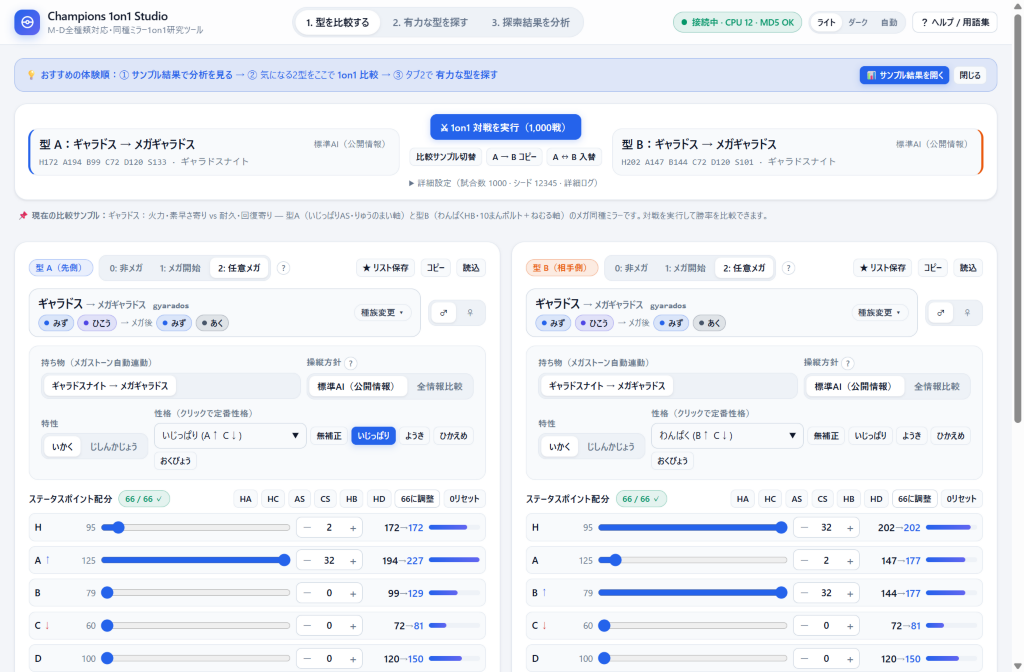 Champions 1on1 Studio
M-D全種類対応・同種ミラー1on1研究ツール
1. 型を比較する
2. 有力な型を探す
3. 探索結果を分析
接続中・CPU 12・MD5 OK
ライト ダーク 自動
? ヘルプ / 用語集
💡 おすすめの体験順：① サンプル結果で分析を見る → ② 気になる2型をここで 1on1 比較 → ③ タブ2で 有力な型を探す
📊 サンプル結果を開く
閉じる
型 A：ギャラドス → メガギャラドス
標準AI（公開情報）
H172 A194 B99 C72 D120 S133 · ギャラドスナイト
⚔ 1on1 対戦を実行（1,000戦）
比較サンプル切替 A → B コピー A ↔ B 入替
▶ 詳細設定（試合数 1000・シード 12345・詳細ログ）
型 B：ギャラドス → メガギャラドス
標準AI（公開情報）
H202 A147 B144 C72 D120 S101 · ギャラドスナイト
📌 現在の比較サンプル：ギャラドス：火力・素早さ寄り vs 耐久・回復寄り — 型A（いじっぱりAS・りゅうのまい軸）と型B（わんぱくHB・10まんボルト＋ねむる軸）のメガ同種ミラーです。対戦を実行して勝率を比較できます。
型 A（先側）
0: 非メガ 1: メガ開始 2: 任意メガ ?
★ リスト保存 コピー 読込
ギャラドス → メガギャラドス gyarados
みず ひこう → メガ後 みず あく
種族変更 ▾
♂ ♀
持ち物（メガストーン自動連動）
ギャラドスナイト → メガギャラドス
操縦方針 ?
標準AI（公開情報） 全情報比較
特性
いかく じしんかじょう
性格（クリックで定番性格）
いじっぱり (A↑ C↓) ▼
無補正 いじっぱり ようき ひかえめ
おくびょう
ステータスポイント配分 66 / 66 ✓
HA HC AS CS HB HD 66に調整 0リセット
H 95 − 2 + 172→172
A ↑ 125 − 32 + 194→227
B 79 − 0 + 99→129
C ↓ 60 − 0 + 72→81
D 100 − 0 + 120→150
型 B（相手側）
0: 非メガ 1: メガ開始 2: 任意メガ ?
★ リスト保存 コピー 読込
ギャラドス → メガギャラドス gyarados
みず ひこう → メガ後 みず あく
種族変更 ▾
♂ ♀
持ち物（メガストーン自動連動）
ギャラドスナイト → メガギャラドス
操縦方針 ?
標準AI（公開情報） 全情報比較
特性
いかく じしんかじょう
性格（クリックで定番性格）
わんぱく (B↑ C↓) ▼
無補正 いじっぱり ようき ひかえめ
おくびょう
ステータスポイント配分 66 / 66 ✓
HA HC AS CS HB HD 66に調整 0リセット
H 95 − 32 + 202→202
A 125 − 2 + 147→177
B ↑ 79 − 32 + 144→177
C ↓ 60 − 0 + 72→81
D 100 − 0 + 120→150